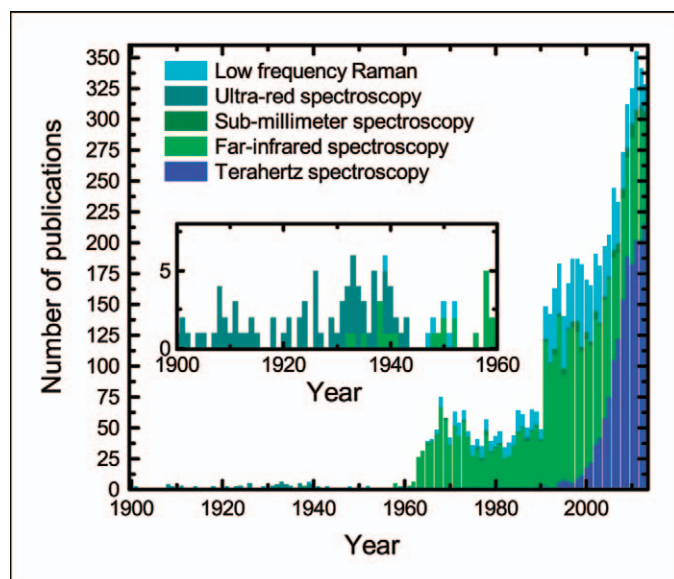 350
325
300
275
250
225
200
175
150
125
100
75
50
25
0
Number of publications
Low frequency Raman
Ultra-red spectroscopy
Sub-millimeter spectroscopy
Far-infrared spectroscopy
Terahertz spectroscopy
5
0
1900 1920 1940 1960
Year
1900 1920 1940 1960 1980 2000
Year